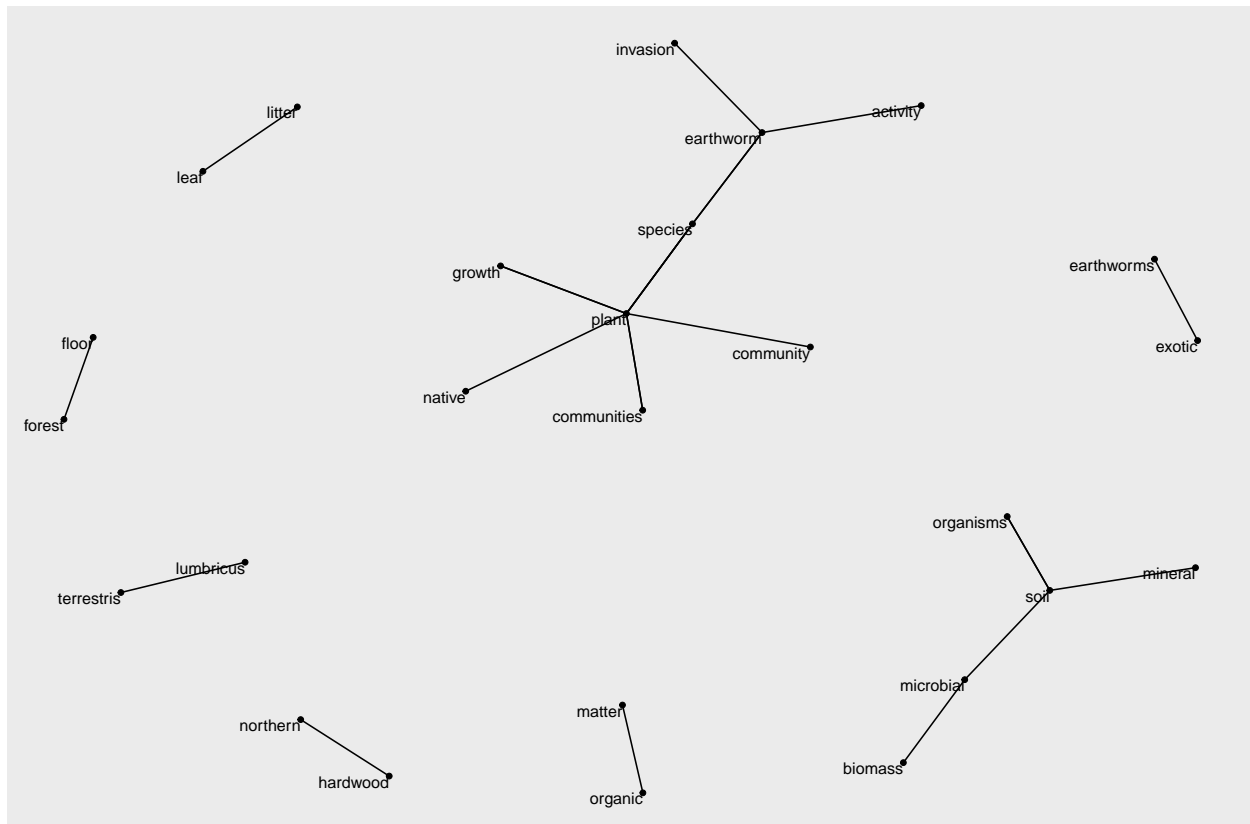 invasion
litter
activity
earthworm
leaf
species
growth
earthworms
plant
floor
community
exotic
native
communities
forest
organisms
lumbricus
mineral
terrestris
soil
microbial
matter
northern
biomass
hardwood
organic